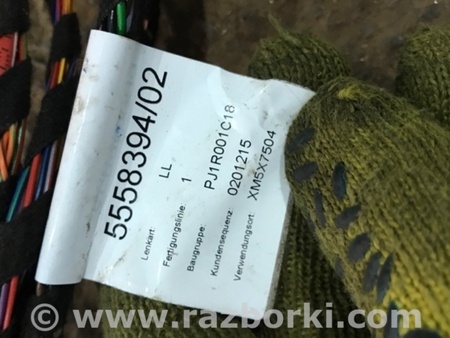 5558394/02
Lenkart: LL
Fertigungslinie: 1
Baugruppe: PJ1R001C18
Kundensequenz: 0201215
Verwendungsort: XM5X7504
© www.razborki.com